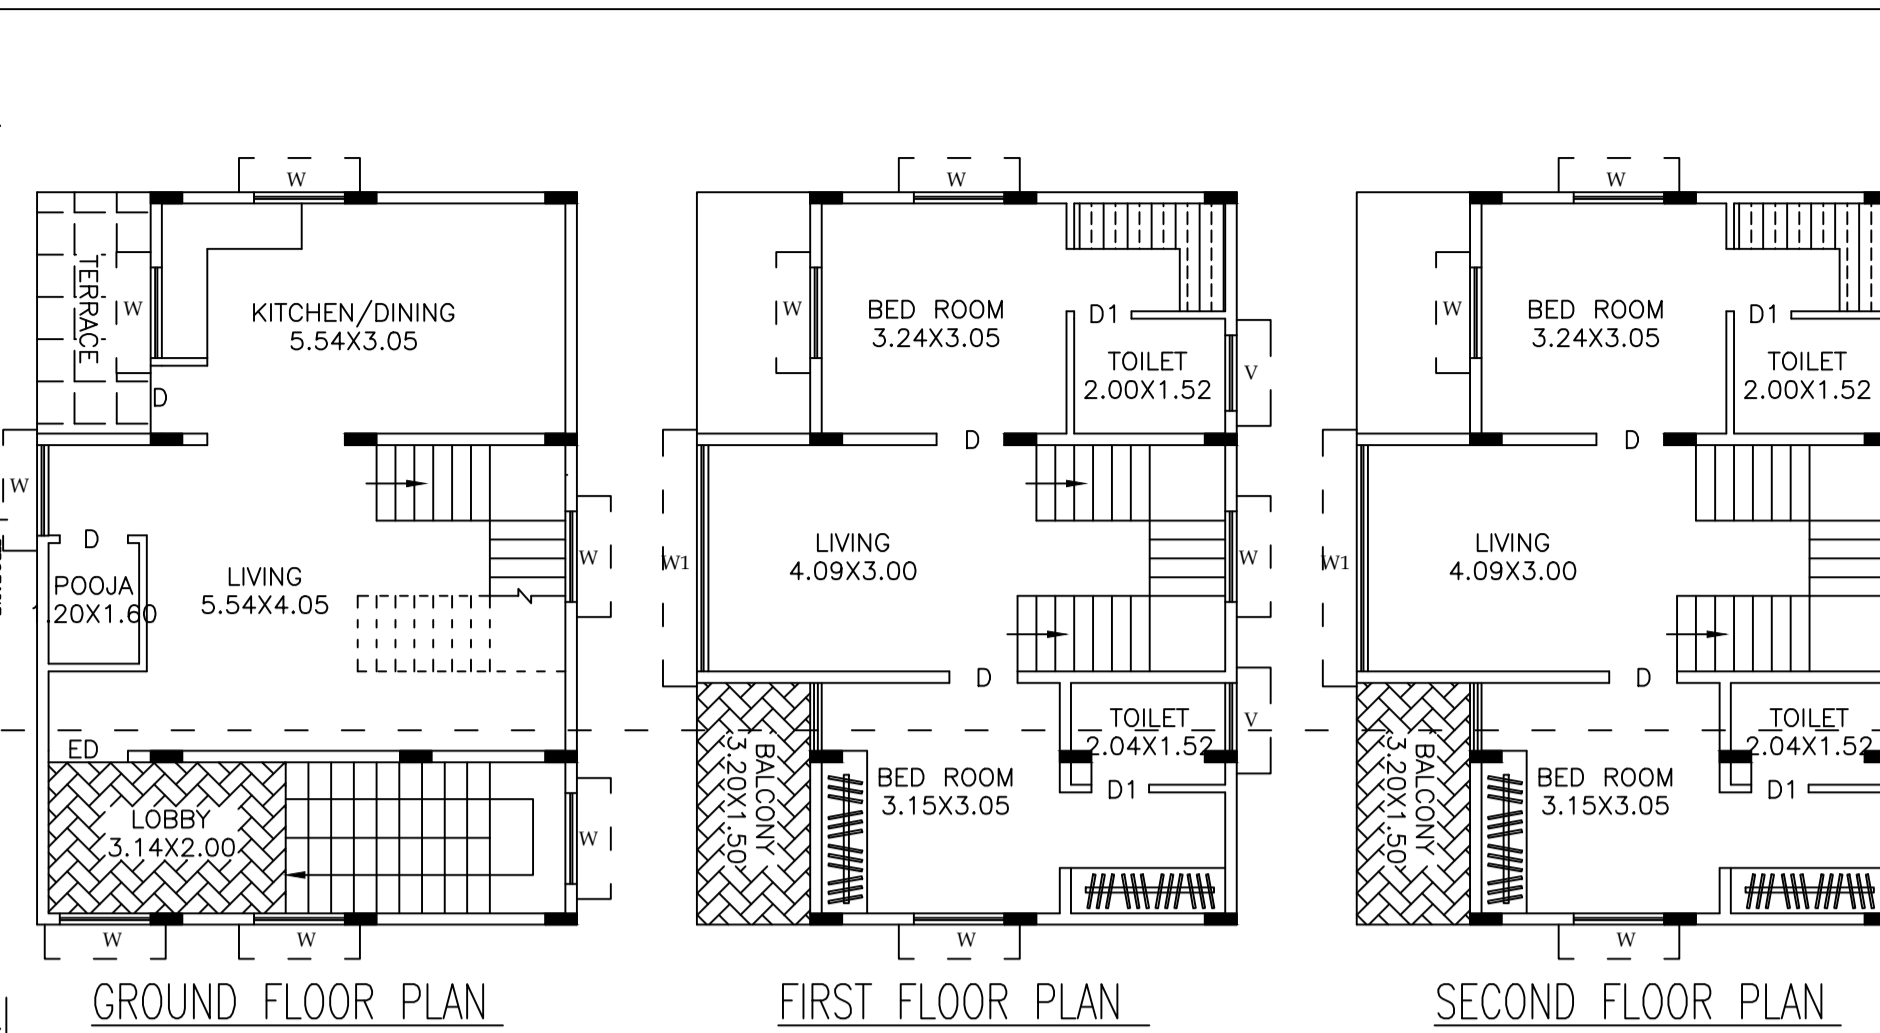 W
TERRACE
W
KITCHEN/DINING
5.54X3.05
D
W
D
POOJA
1.20X1.60
LIVING
5.54X4.05
W
ED
LOBBY
3.14X2.00
W
W
W
GROUND FLOOR PLAN
W
W
BED ROOM
3.24X3.05
D1
TOILET
2.00X1.52
V
D
W1
LIVING
4.09X3.00
W
D
BALCONY
3.20X1.50
TOILET
2.04X1.52
V
BED ROOM
3.15X3.05
D1
W
FIRST FLOOR PLAN
W
W
BED ROOM
3.24X3.05
D1
TOILET
2.00X1.52
D
W1
LIVING
4.09X3.00
D
BALCONY
3.20X1.50
TOILET
2.04X1.52
BED ROOM
3.15X3.05
D1
W
SECOND FLOOR PLAN